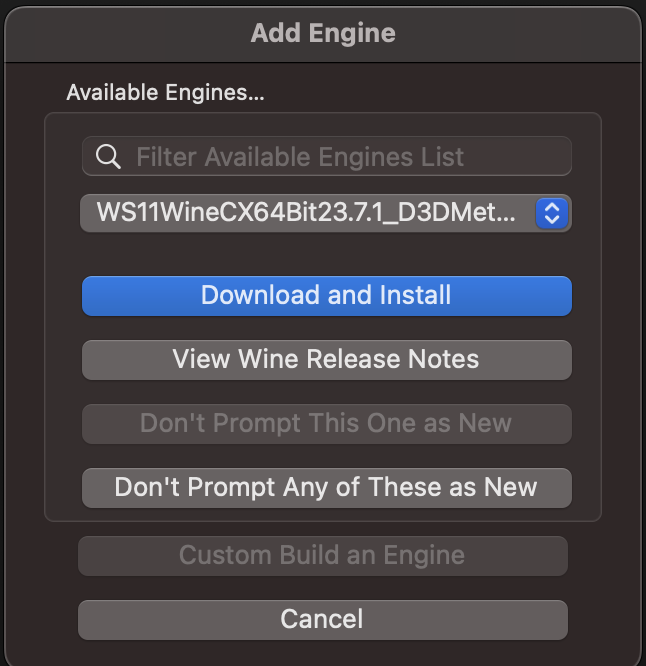 Add Engine
Available Engines...
Filter Available Engines List
WS11WineCX64Bit23.7.1_D3DMet...
Download and Install
View Wine Release Notes
Don't Prompt This One as New
Don't Prompt Any of These as New
Custom Build an Engine
Cancel